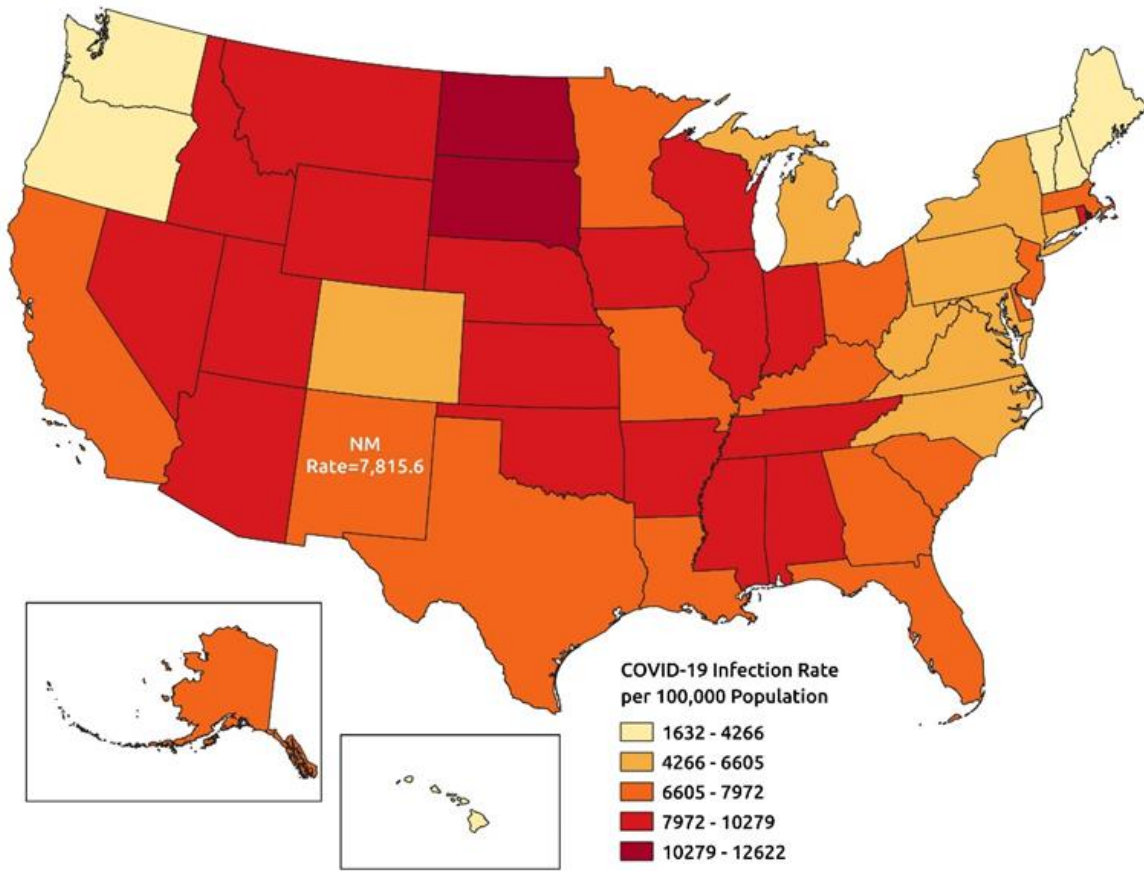 NM
Rate=7,815.6
COVID-19 Infection Rate
per 100,000 Population
1632 - 4266
4266 - 6605
6605 - 7972
7972 - 10279
10279 - 12622